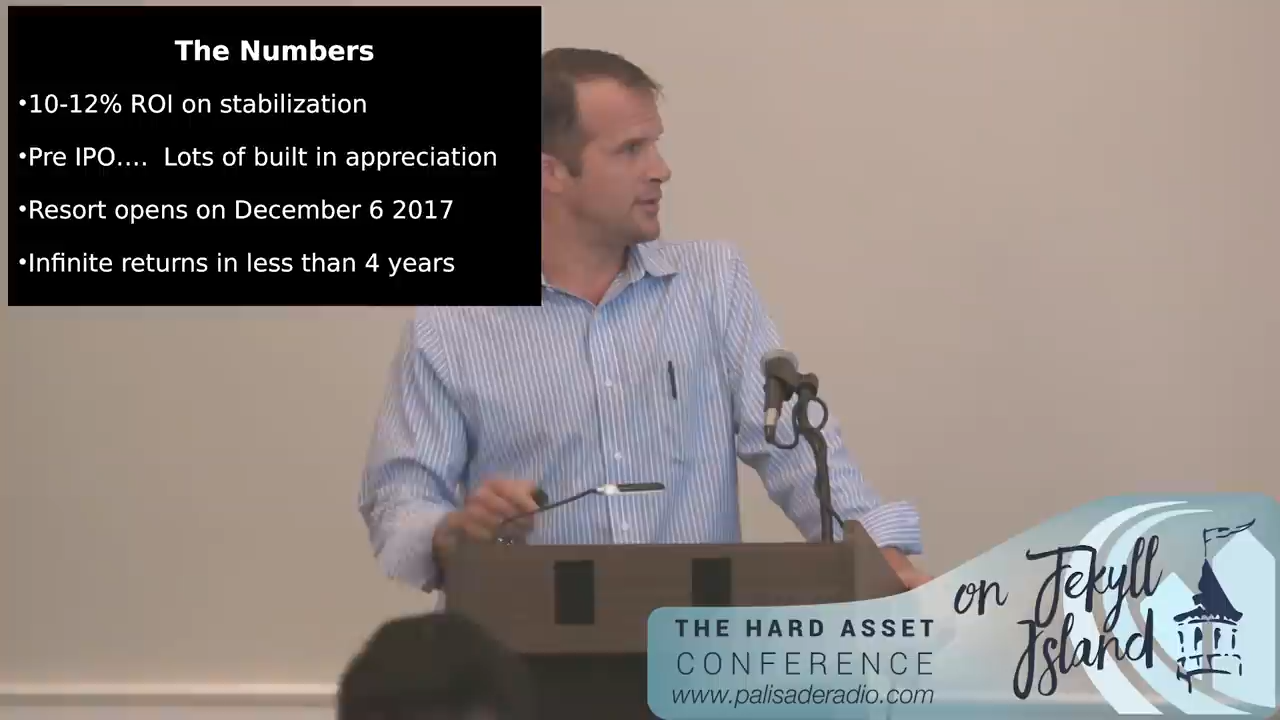 The Numbers
•10-12% ROI on stabilization
•Pre IPO.... Lots of built in appreciation
•Resort opens on December 6 2017
•Infinite returns in less than 4 years
on Jekyll
Island
THE HARD ASSET
CONFERENCE
www.palisaderadio.com